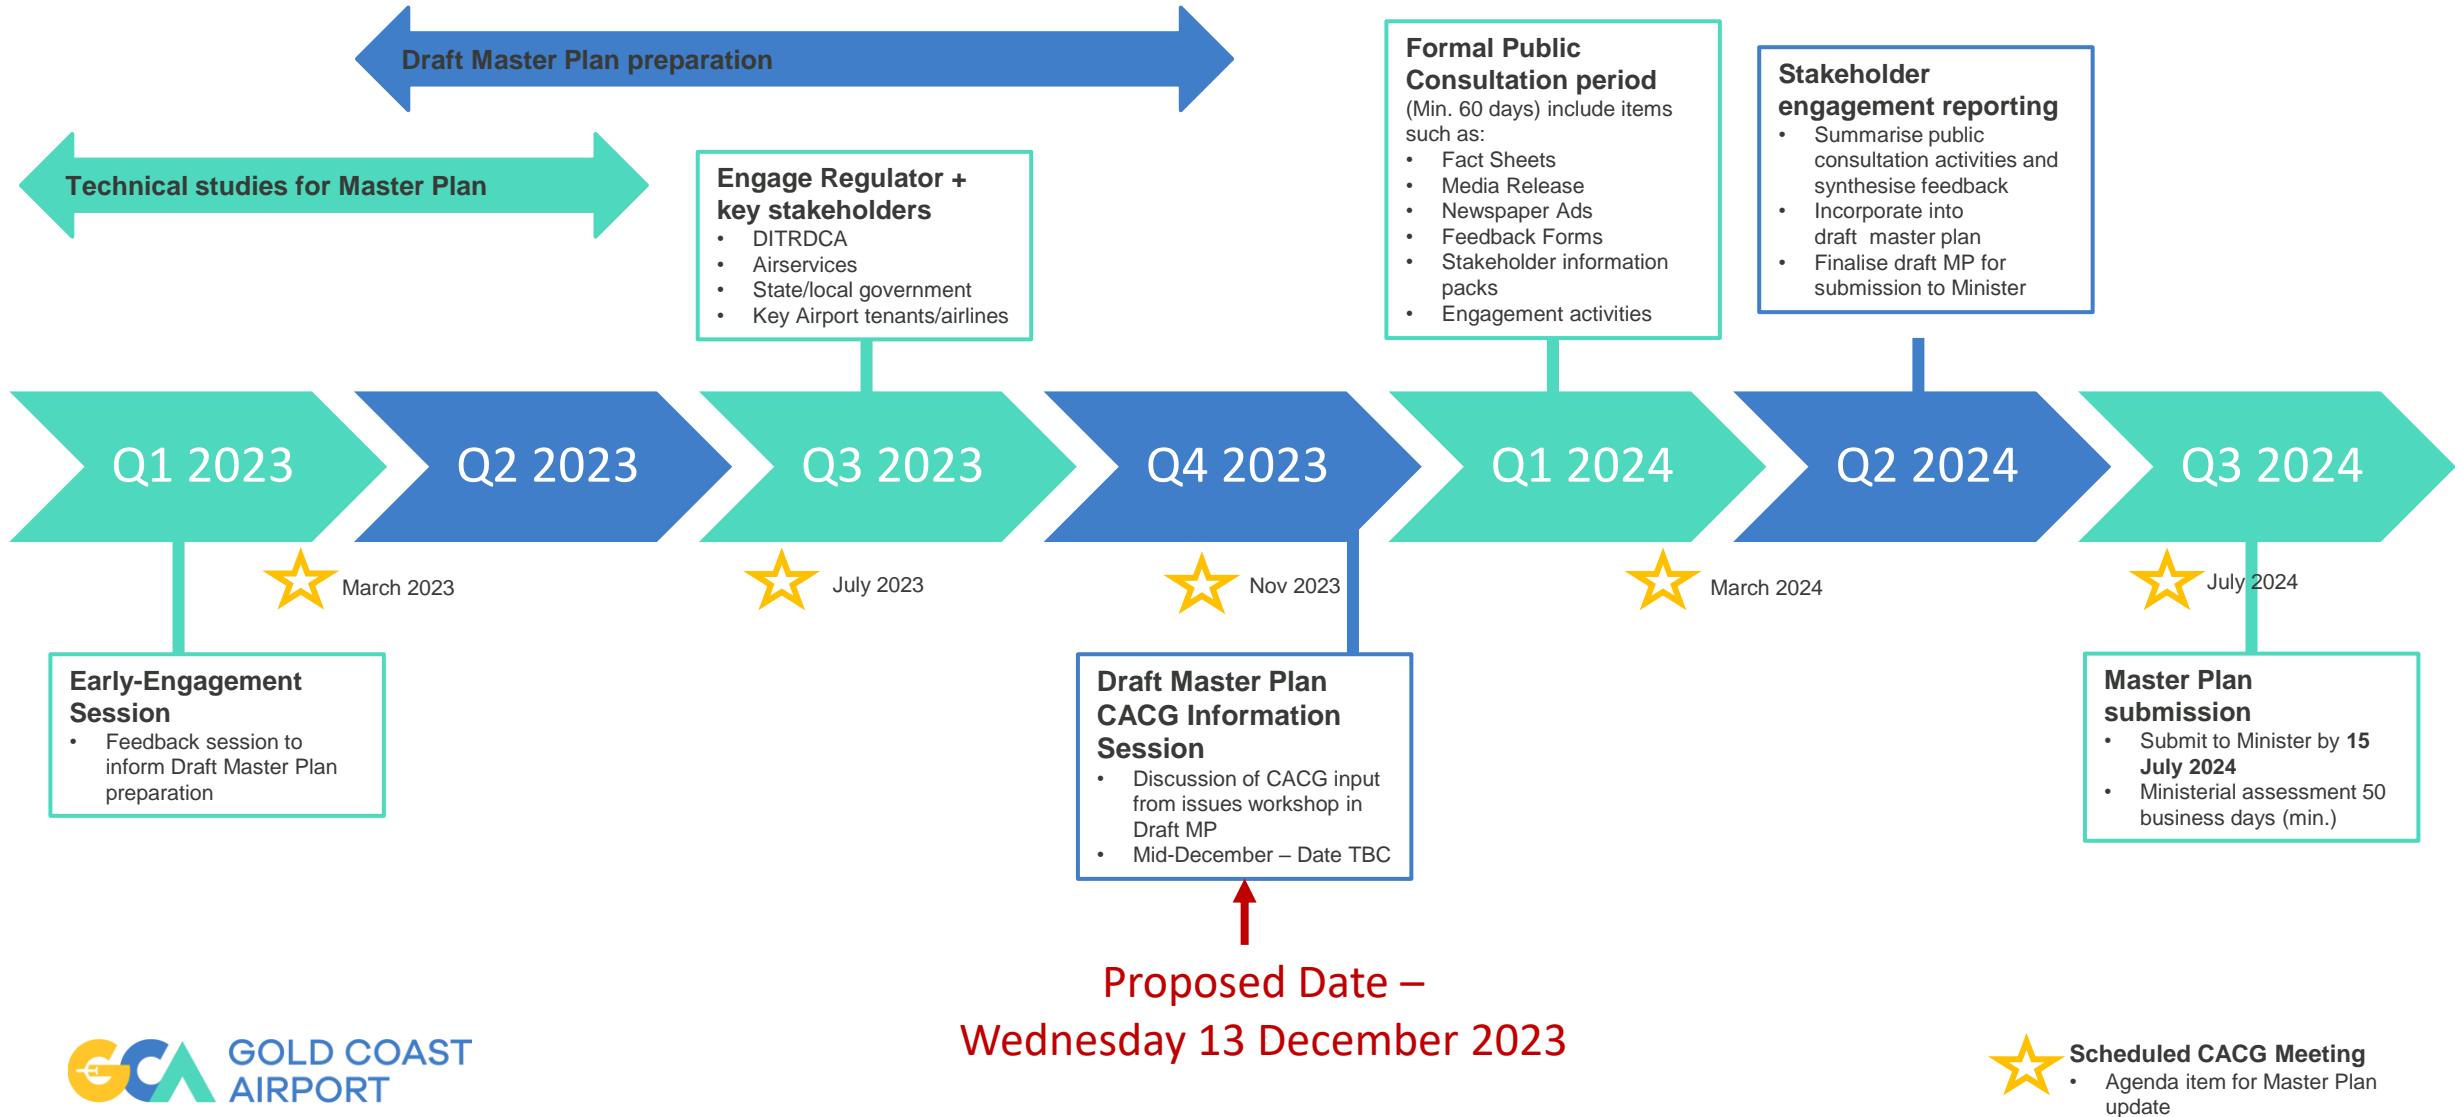 Draft Master Plan preparation
Technical studies for Master Plan
Engage Regulator +
key stakeholders
• DITRDCA
• Airservices
• State/local government
• Key Airport tenants/airlines
Formal Public
Consultation period
(Min. 60 days) include items
such as:
• Fact Sheets
• Media Release
• Newspaper Ads
• Feedback Forms
• Stakeholder information
packs
• Engagement activities
Stakeholder
engagement reporting
• Summarise public
consultation activities and
synthesise feedback
• Incorporate into
draft  master plan
• Finalise draft MP for
submission to Minister
Q1 2023
Q2 2023
Q3 2023
Q4 2023
Q1 2024
Q2 2024
Q3 2024
March 2023
July 2023
Nov 2023
March 2024
July 2024
Early-Engagement
Session
• Feedback session to
inform Draft Master Plan
preparation
Draft Master Plan
CACG Information
Session
• Discussion of CACG input
from issues workshop in
Draft MP
• Mid-December – Date TBC
Master Plan
submission
• Submit to Minister by 15
July 2024
• Ministerial assessment 50
business days (min.)
Proposed Date –
Wednesday 13 December 2023
GCA
GOLD COAST
AIRPORT
Scheduled CACG Meeting
• Agenda item for Master Plan
update